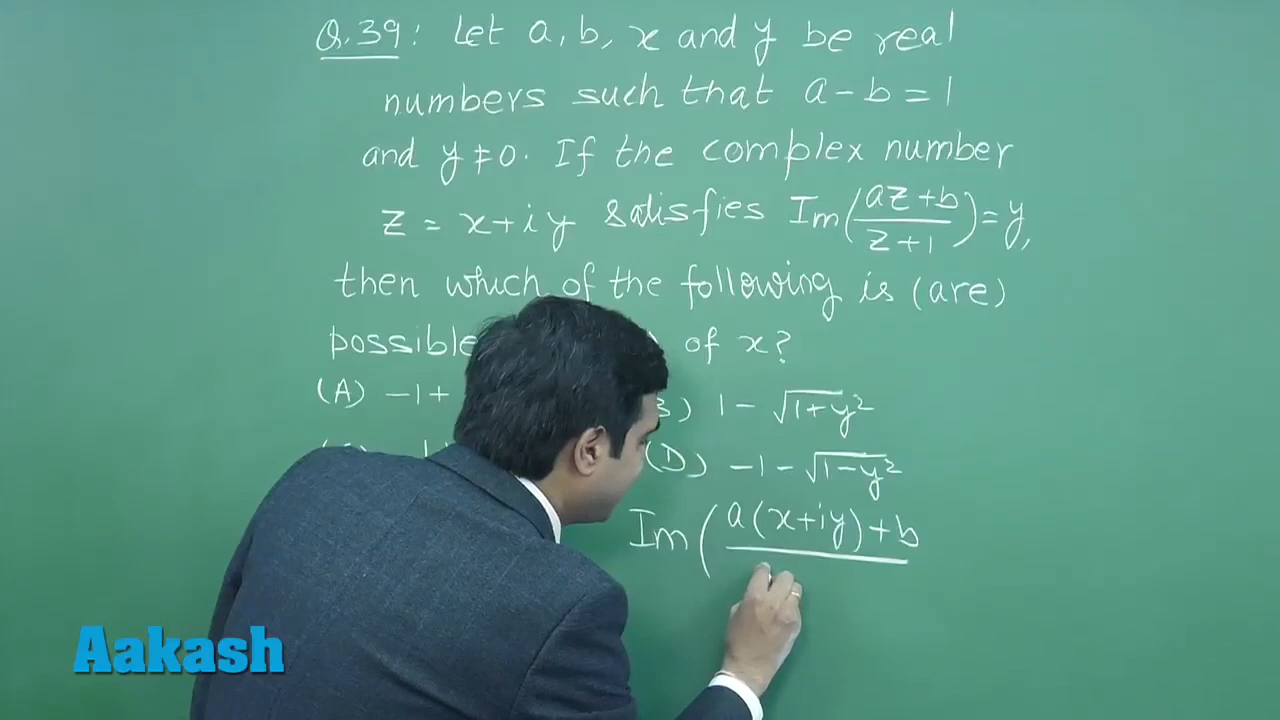 Q.39: Let a, b, x and y be real
numbers such that a - b = 1
and y ≠ 0. If the complex number
z = x + iy satisfies Im((az+b)/(z+1)) = y,
then which of the following is (are)
possible of x?
(A) -1+ 1 - √(1+y²)
(D) -1 - √(1-y²)
Im( a(x+iy)+b
Aakash